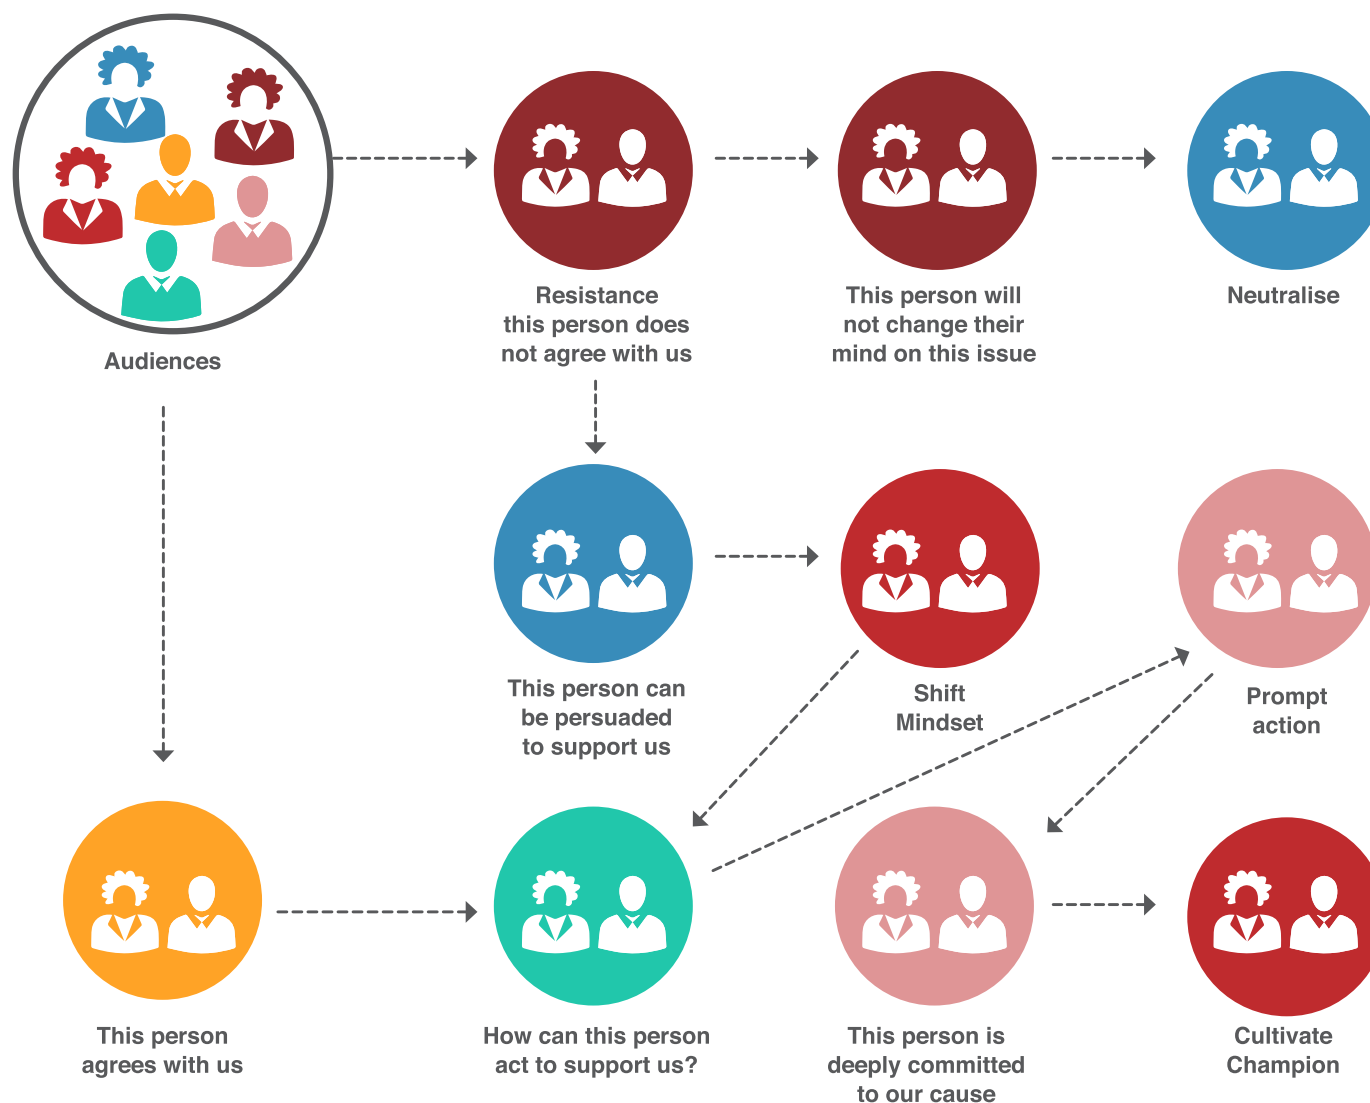 Audiences
Resistance
this person does
not agree with us
This person will
not change their
mind on this issue
Neutralise
This person can
be persuaded
to support us
Shift
Mindset
Prompt
action
This person
agrees with us
How can this person
act to support us?
This person is
deeply committed
to our cause
Cultivate
Champion